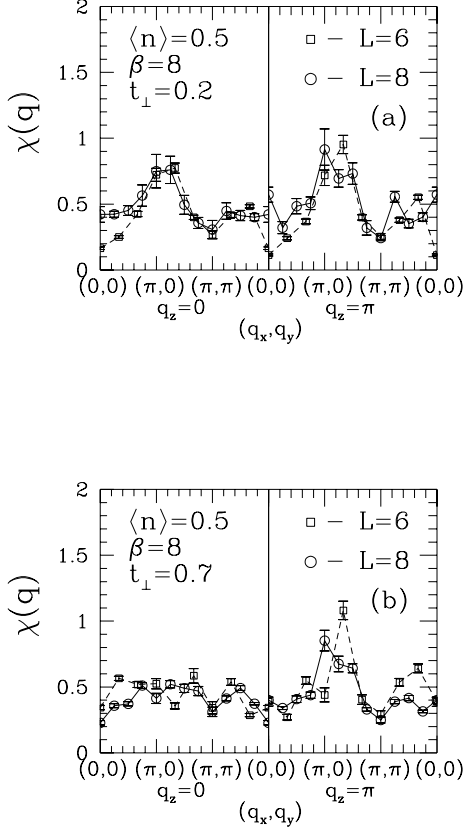 2
1.5
1
0.5
0
χ(q)
⟨n⟩=0.5
β=8
t⊥=0.2
□ − L=6
○ − L=8
(a)
(0,0) (π,0) (π,π) (0,0) (π,0) (π,π) (0,0)
q_z=0 q_z=π
(q_x,q_y)
2
1.5
1
0.5
0
χ(q)
⟨n⟩=0.5
β=8
t⊥=0.7
□ − L=6
○ − L=8
(b)
(0,0) (π,0) (π,π) (0,0) (π,0) (π,π) (0,0)
q_z=0 q_z=π
(q_x,q_y)